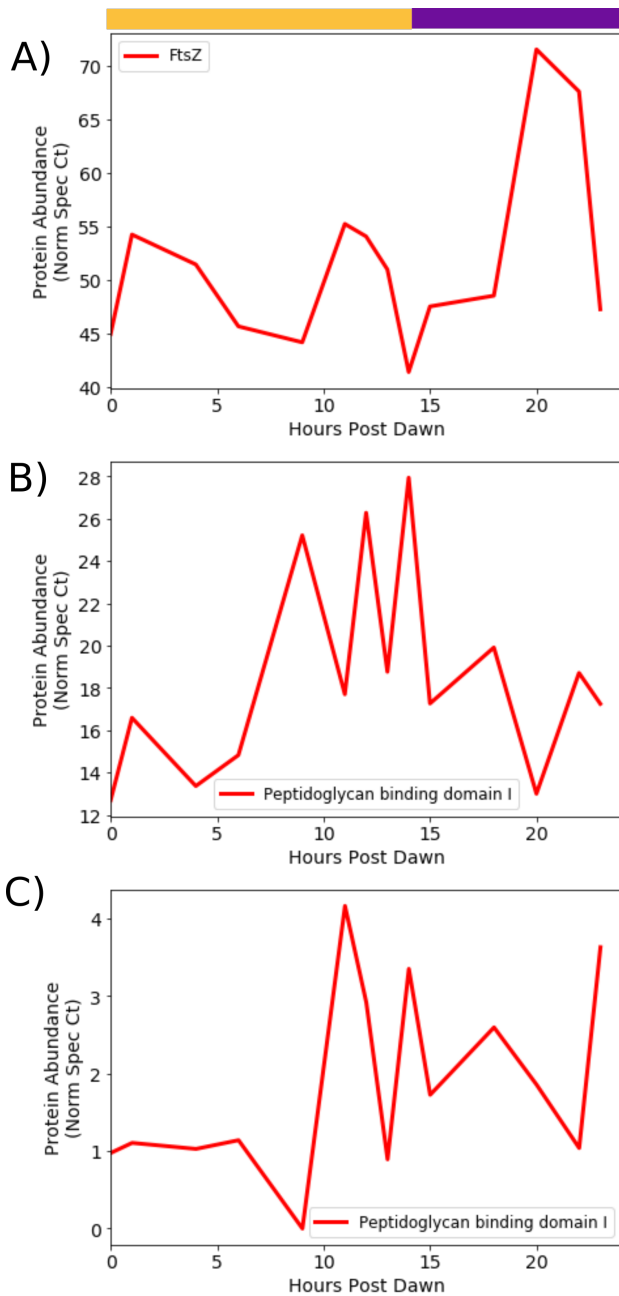 A)
FtsZ
70
65
60
55
50
45
40
Protein Abundance
(Norm Spec Ct)
0 5 10 15 20
Hours Post Dawn
B)
28
26
24
22
20
18
16
14
12
Protein Abundance
(Norm Spec Ct)
Peptidoglycan binding domain I
0 5 10 15 20
Hours Post Dawn
C)
4
3
2
1
0
Protein Abundance
(Norm Spec Ct)
Peptidoglycan binding domain I
0 5 10 15 20
Hours Post Dawn